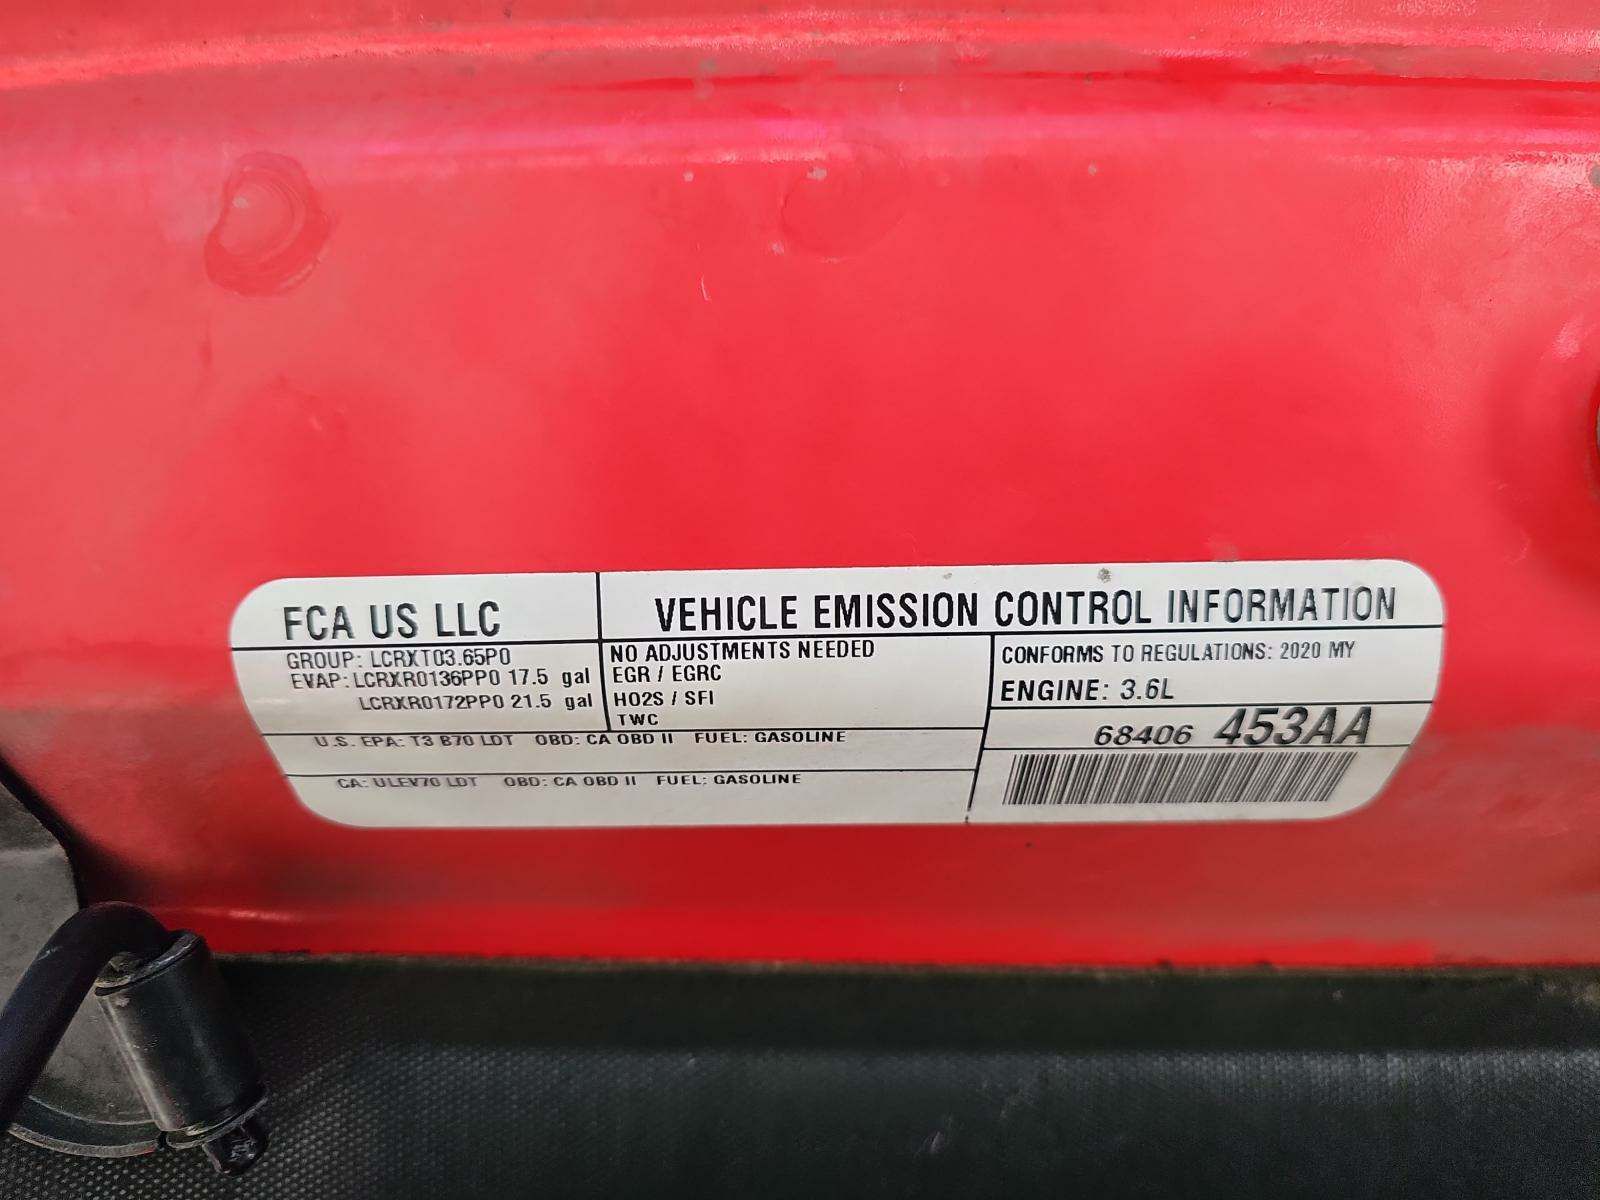 FCA US LLC
VEHICLE EMISSION CONTROL INFORMATION
GROUP: LCRXT03.65P0
EVAP: LCRXR0136PP0 17.5 gal
LCRXR0172PP0 21.5 gal
NO ADJUSTMENTS NEEDED
EGR / EGRC
HO2S / SFI
TWC
CONFORMS TO REGULATIONS: 2020 MY
ENGINE: 3.6L
68406 453AA
U.S. EPA: T3 B70 LDT OBD: CA OBD II FUEL: GASOLINE
CA: ULEV70 LDT OBD: CA OBD II FUEL: GASOLINE